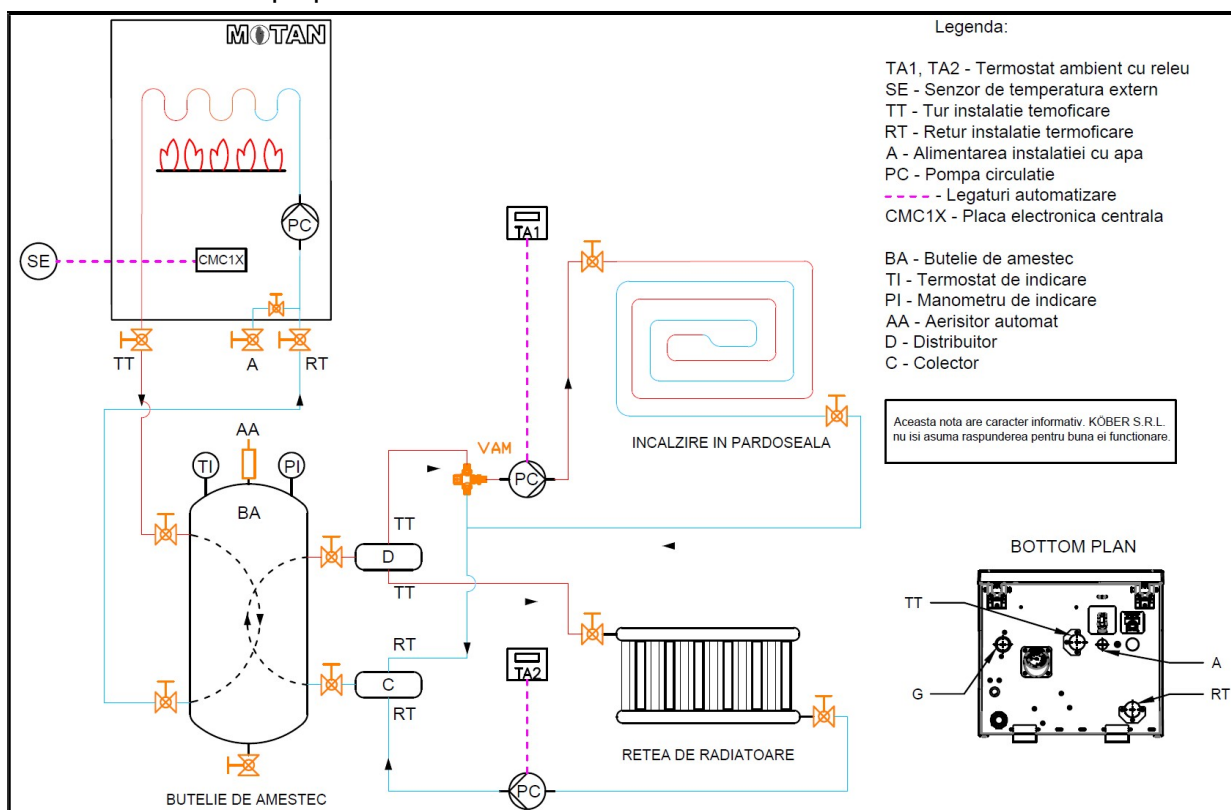 MOTAN
PC
CMC1X
SE
TT
A
RT
TA1
INCALZIRE IN PARDOSEALA
AA
TI
PI
BA
VAM
PC
TT
D
TT
RT
C
RT
TA2
PC
RETEA DE RADIATOARE
BUTELIE DE AMESTEC
Legenda:
TA1, TA2 - Termostat ambient cu releu
SE - Senzor de temperatura extern
TT - Tur instalatie temoficare
RT - Retur instalatie termoficare
A - Alimentarea instalatiei cu apa
PC - Pompa circulatie
- Legaturi automatizare
CMC1X - Placa electronica centrala
BA - Butelie de amestec
TI - Termostat de indicare
PI - Manometru de indicare
AA - Aerisitor automat
D - Distribuitor
C - Colector
Aceasta nota are caracter informativ. KÖBER S.R.L.
nu isi asuma raspunderea pentru buna ei functionare.
BOTTOM PLAN
TT
A
G
RT